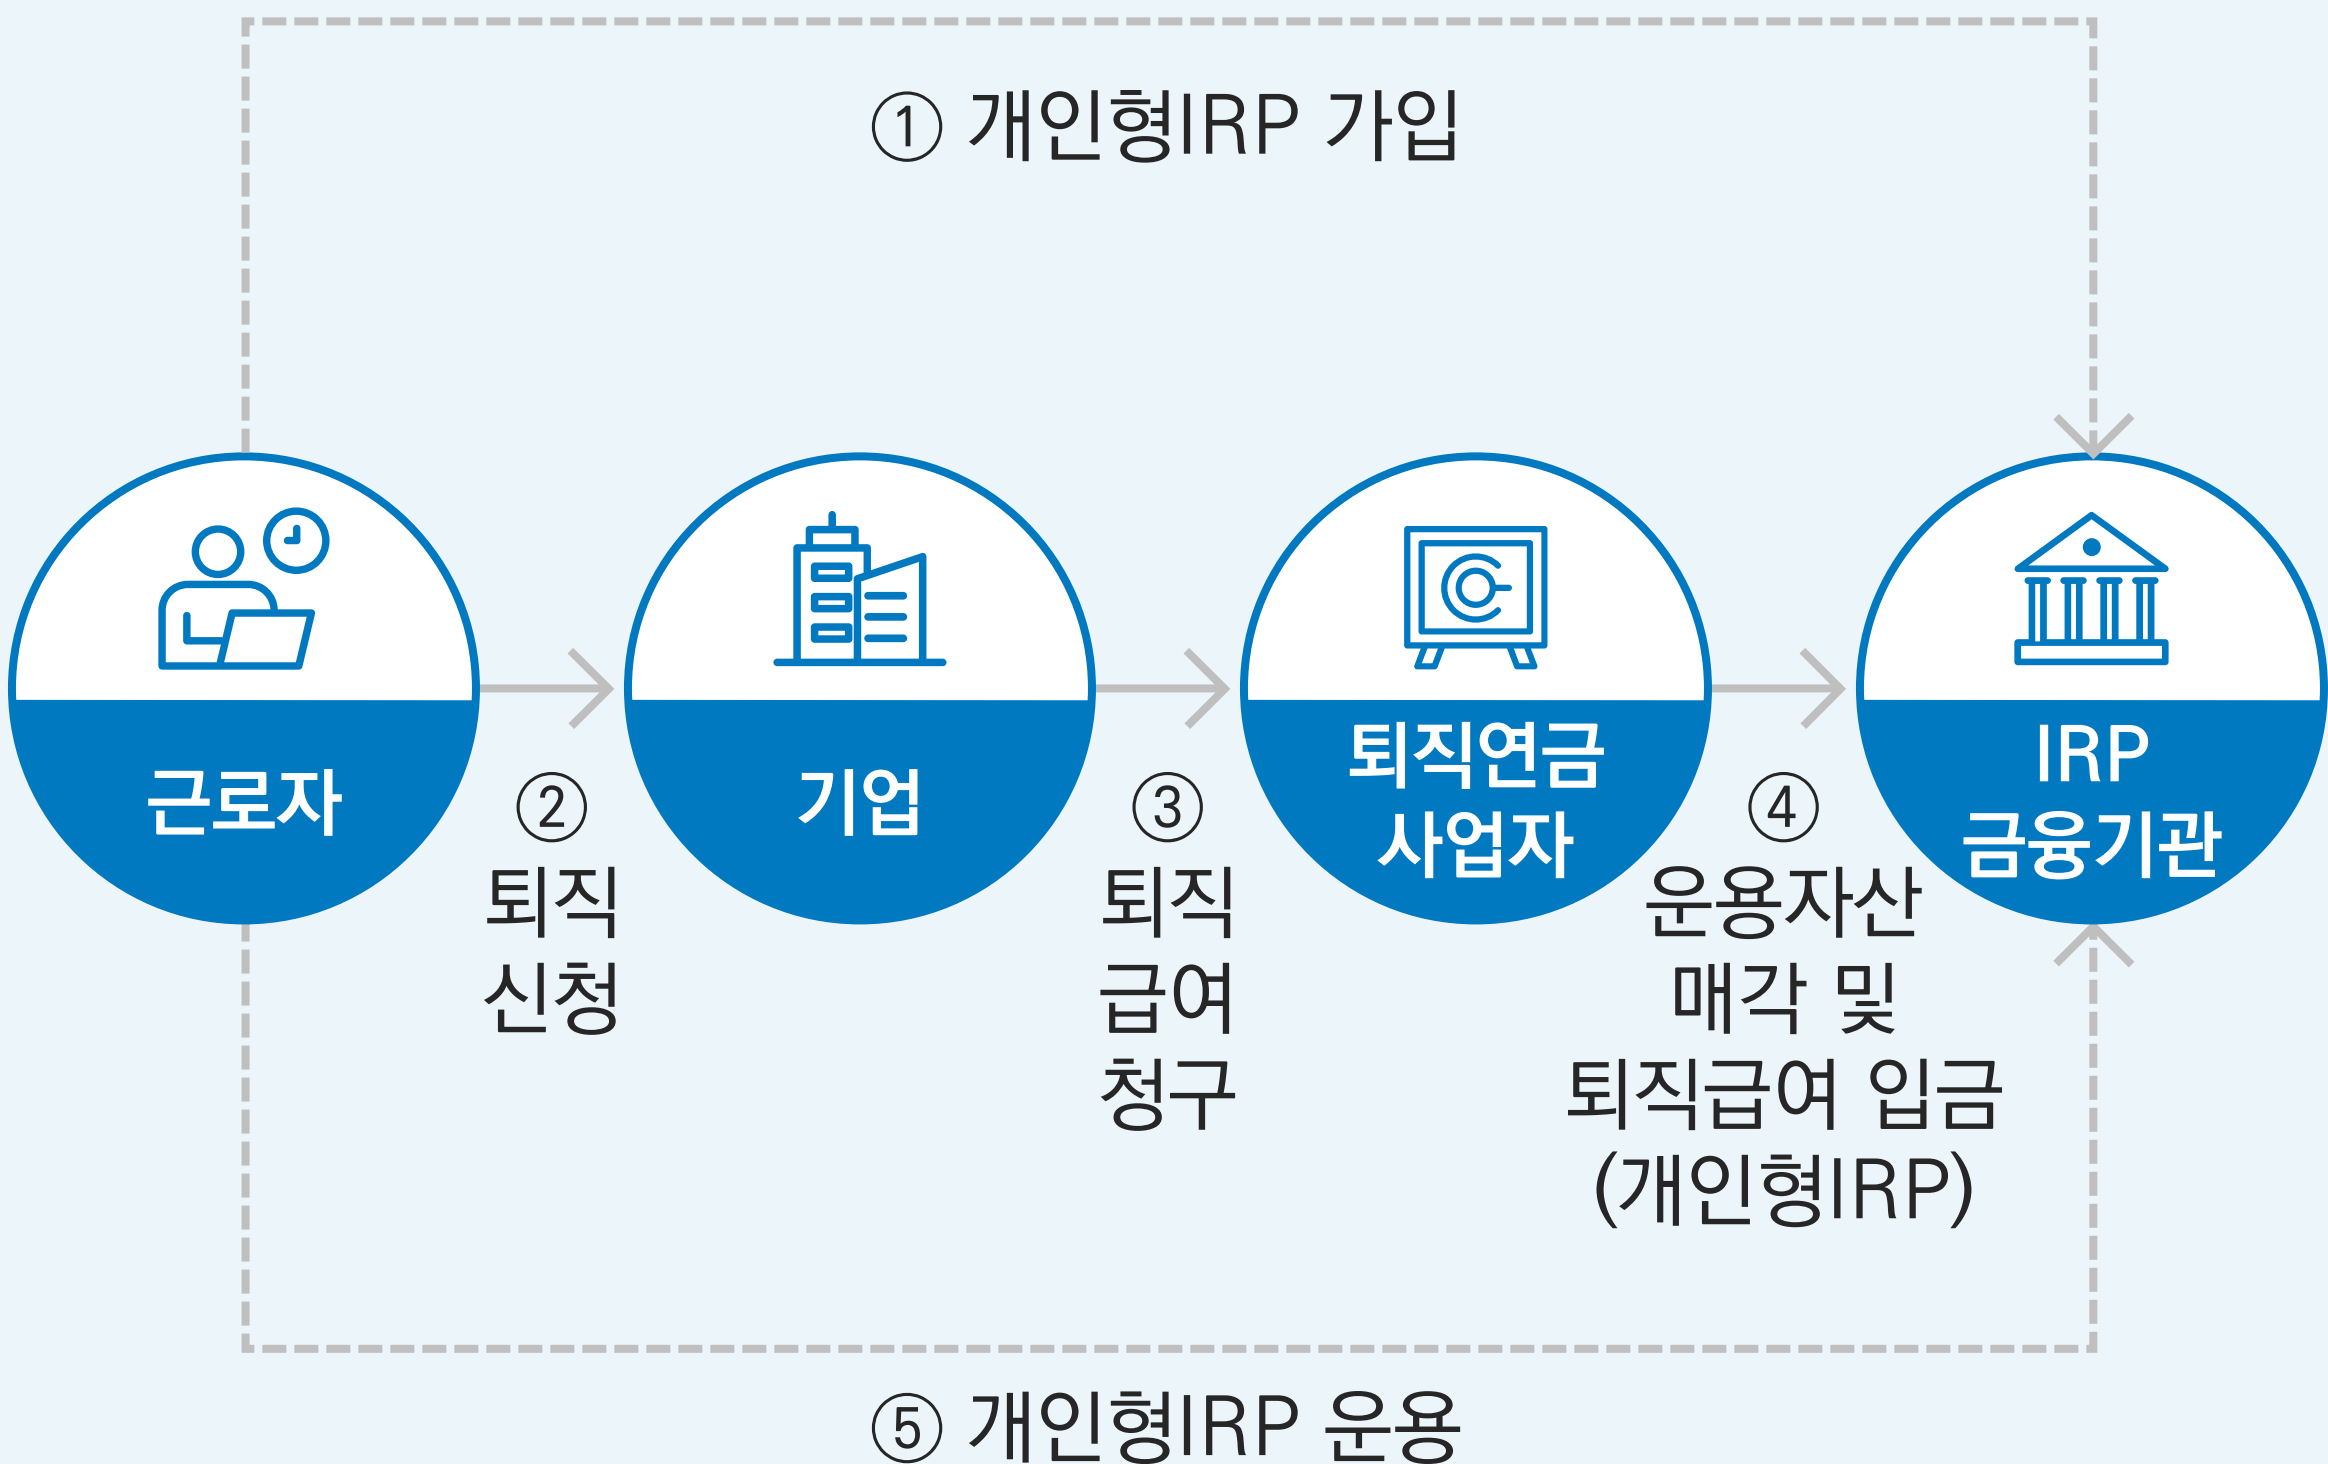 ① 개인형IRP 가입
근로자
②
퇴직
신청
기업
③
퇴직
급여
청구
퇴직연금
사업자
④
운용자산
매각 및
퇴직급여 입금
(개인형IRP)
IRP
금융기관
⑤ 개인형IRP 운용